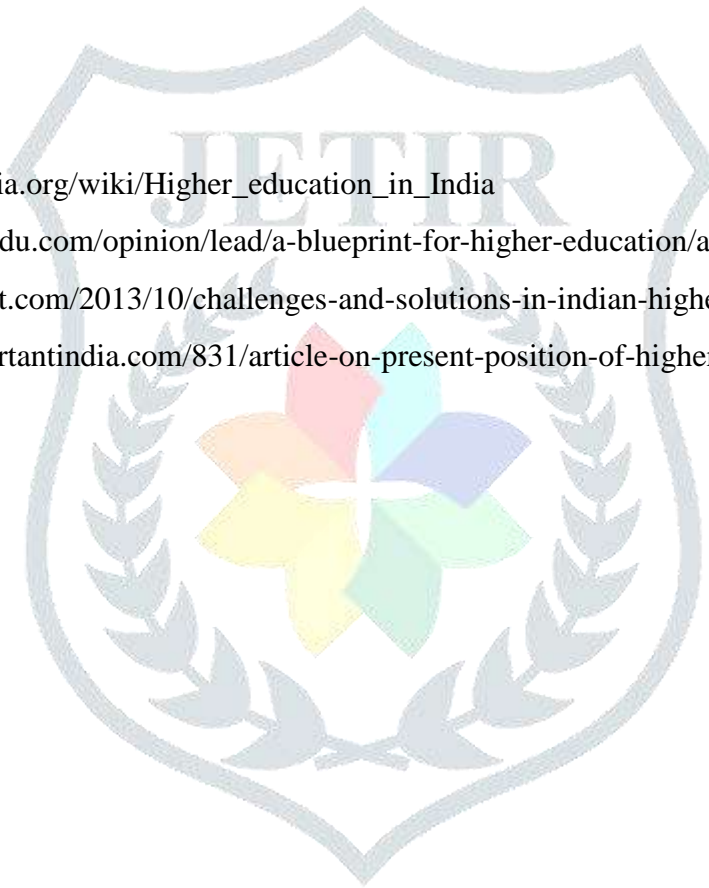 JETIR
ia.org/wiki/Higher_education_in_India
du.com/opinion/lead/a-blueprint-for-higher-education/a
t.com/2013/10/challenges-and-solutions-in-indian-highe
rtantindia.com/831/article-on-present-position-of-higher